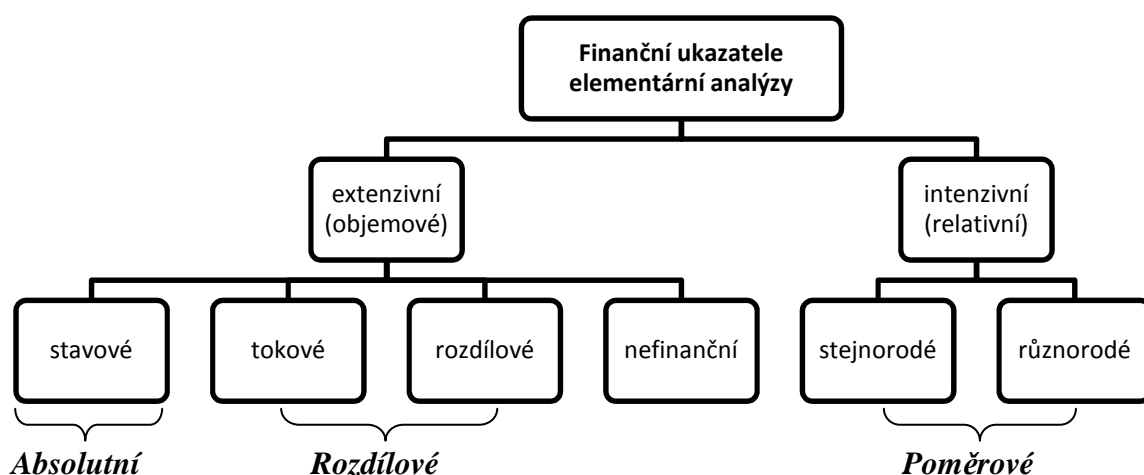 Finanční ukazatele
elementární analýzy
extenzivní
(objemové)
intenzivní
(relativní)
stavové
tokové
rozdílové
nefinanční
stejnorodé
různorodé
Absolutní
Rozdílové
Poměrové